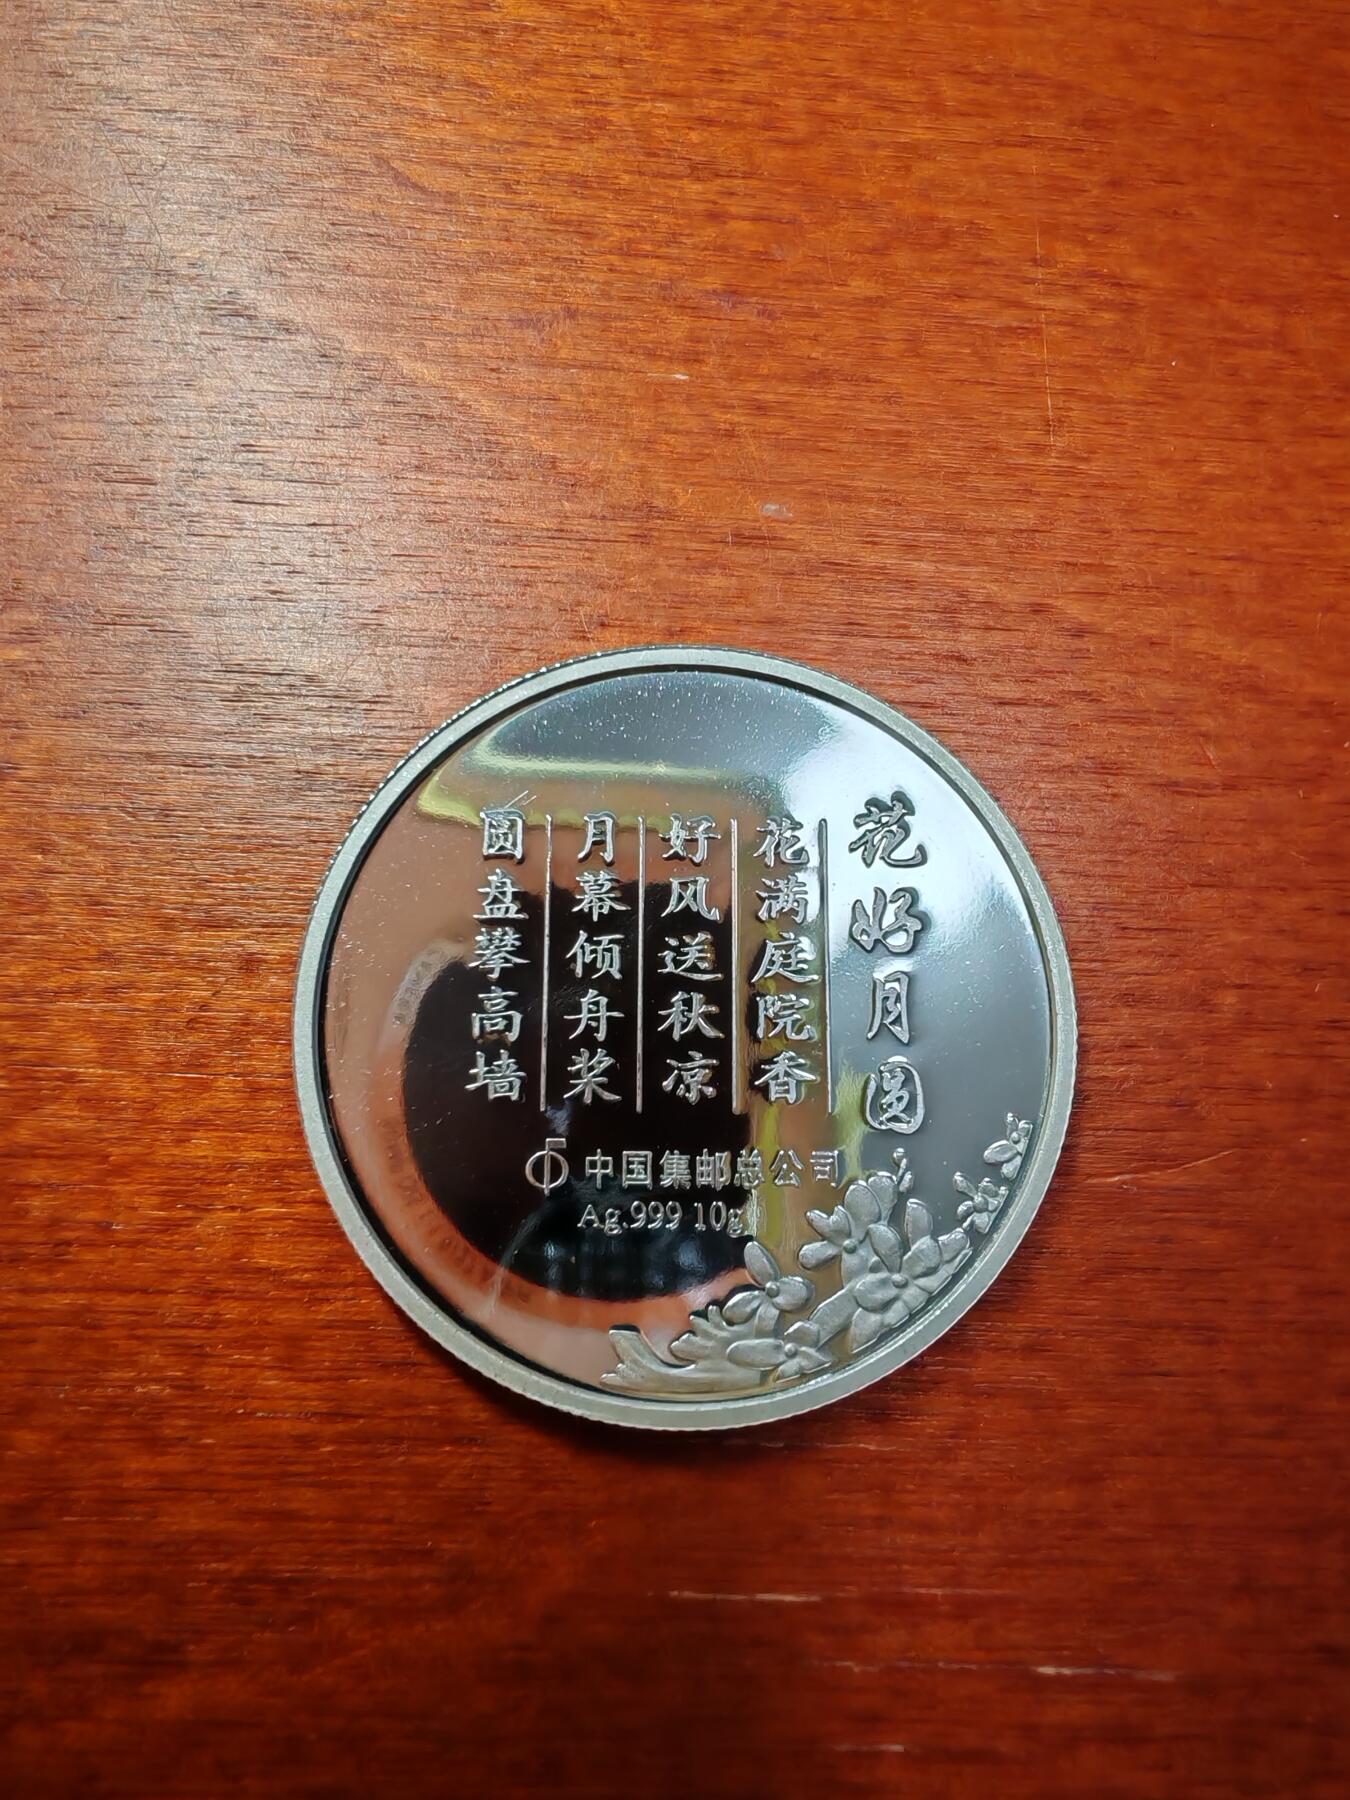 花好月圆
花满庭院香
好风送秋凉
月幕倾舟桨
圆盘攀高墙
中国集邮总公司
Ag.999 10g